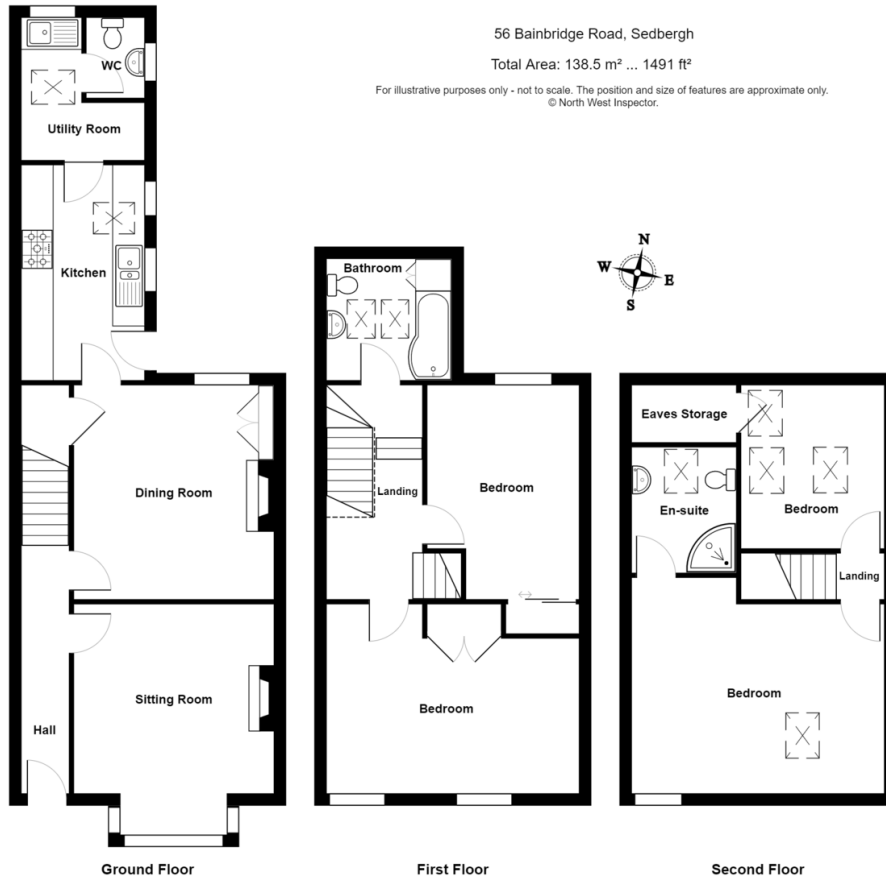 56 Bainbridge Road, Sedbergh
Total Area: 138.5 m² ... 1491 ft²
For illustrative purposes only - not to scale. The position and size of features are approximate only.
© North West Inspector.
WC
Utility Room
Kitchen
Dining Room
Sitting Room
Hall
Ground Floor
Bathroom
Landing
Bedroom
Bedroom
First Floor
N
W
E
S
Eaves Storage
En-suite
Bedroom
Landing
Bedroom
Second Floor